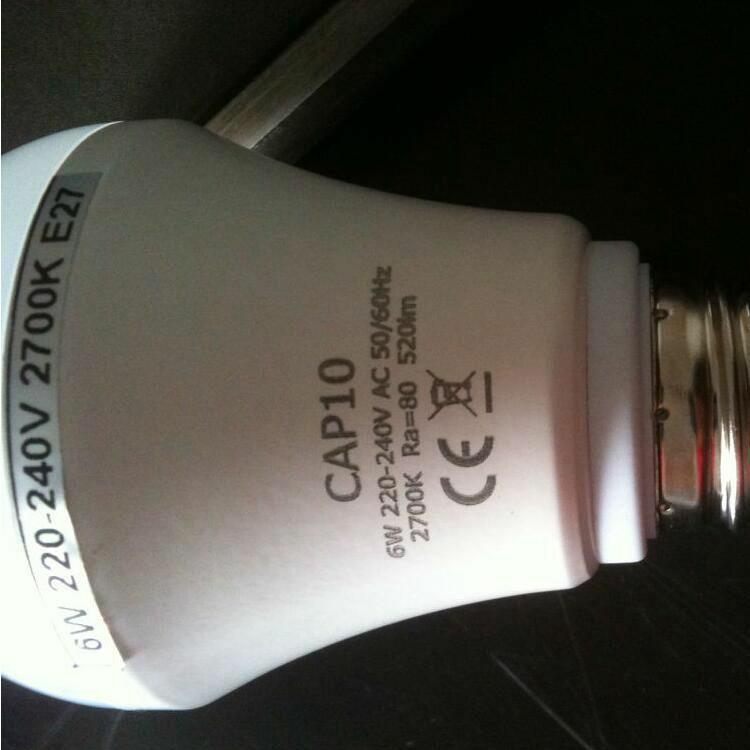 6W 220-240V 2700K E27
CAP10
6W 220-240V AC 50/60Hz
2700K Ra=80 520lm
CE